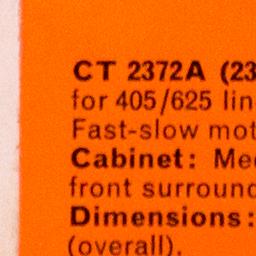 CT 2372A (23
for 405/625 lin
Fast-slow mot
Cabinet: Me
front surround
Dimensions:
(overall).